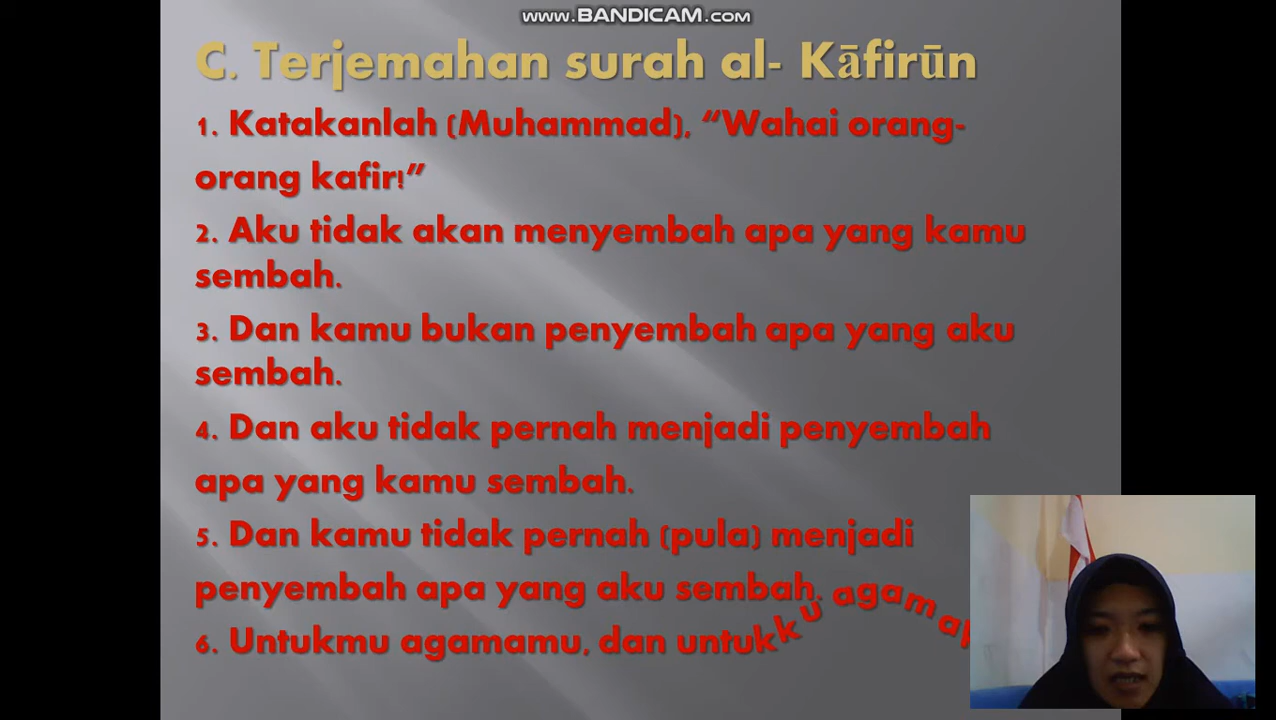 www.BANDICAM.com
C. Terjemahan surah al- Kāfirūn
1. Katakanlah (Muhammad), “Wahai orang-
orang kafir!”
2. Aku tidak akan menyembah apa yang kamu
sembah.
3. Dan kamu bukan penyembah apa yang aku
sembah.
4. Dan aku tidak pernah menjadi penyembah
apa yang kamu sembah.
5. Dan kamu tidak pernah (pula) menjadi
penyembah apa yang aku sembah.
6. Untukmu agamamu, dan untukku